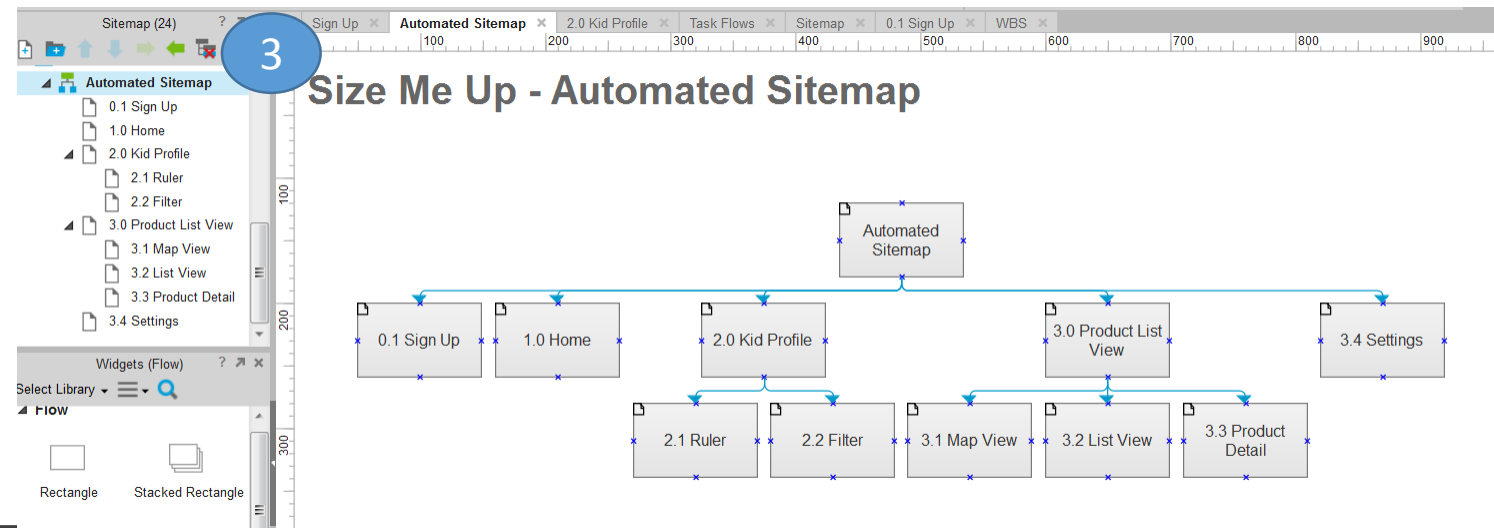 Sitemap (24) ?
3
Sign Up × Automated Sitemap × 2.0 Kid Profile × Task Flows × Sitemap × 0.1 Sign Up × WBS ×
100 200 300 400 500 600 700 800 900
Automated Sitemap
0.1 Sign Up
1.0 Home
2.0 Kid Profile
2.1 Ruler
2.2 Filter
3.0 Product List View
3.1 Map View
3.2 List View
3.3 Product Detail
3.4 Settings
Widgets (Flow) ?
Select Library
Flow
Rectangle Stacked Rectangle
100
200
300
Size Me Up - Automated Sitemap
Automated
Sitemap
0.1 Sign Up
1.0 Home
2.0 Kid Profile
3.0 Product List
View
3.4 Settings
2.1 Ruler
2.2 Filter
3.1 Map View
3.2 List View
3.3 Product
Detail